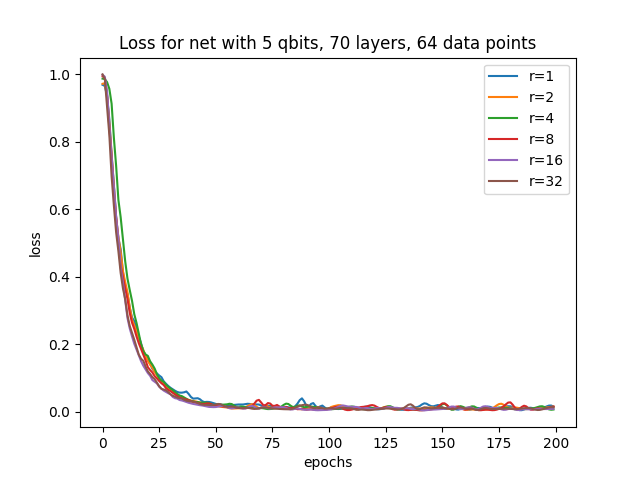 Loss for net with 5 qbits, 70 layers, 64 data points
loss
1.0
0.8
0.6
0.4
0.2
0.0
r=1
r=2
r=4
r=8
r=16
r=32
0 25 50 75 100 125 150 175 200
epochs